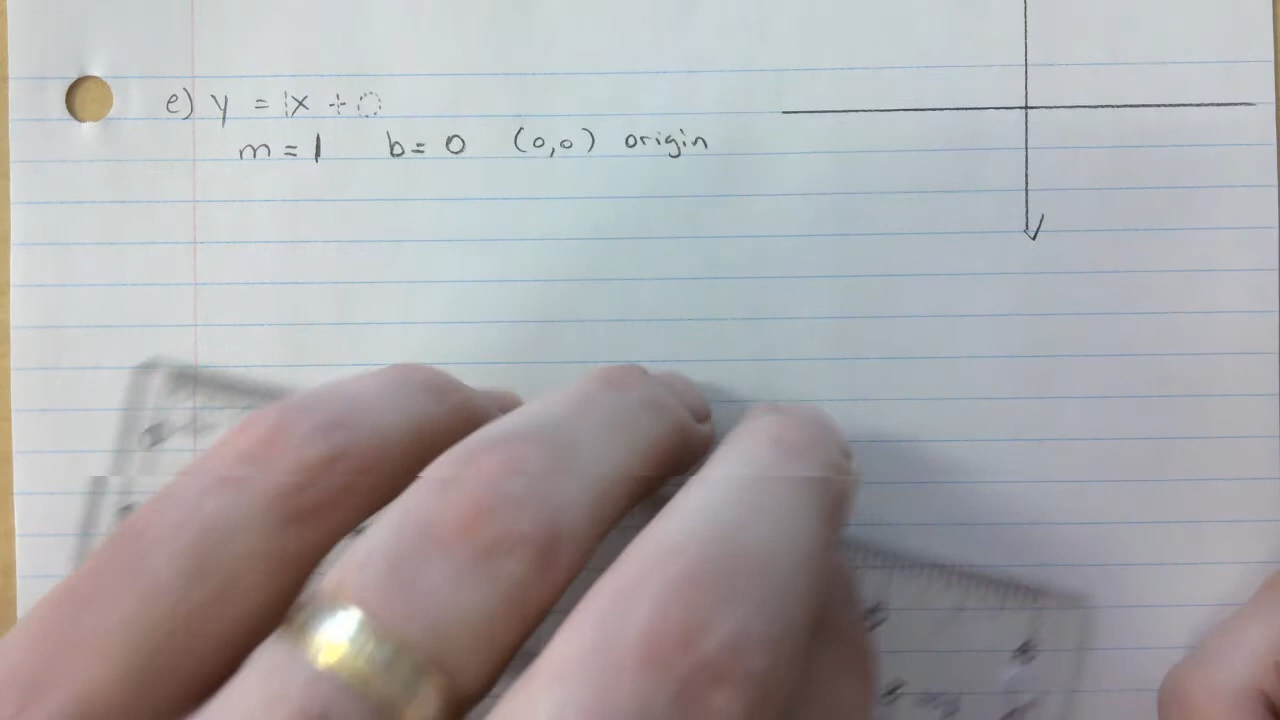 e) y = 1x + 0
m = 1 b = 0 (0,0) origin